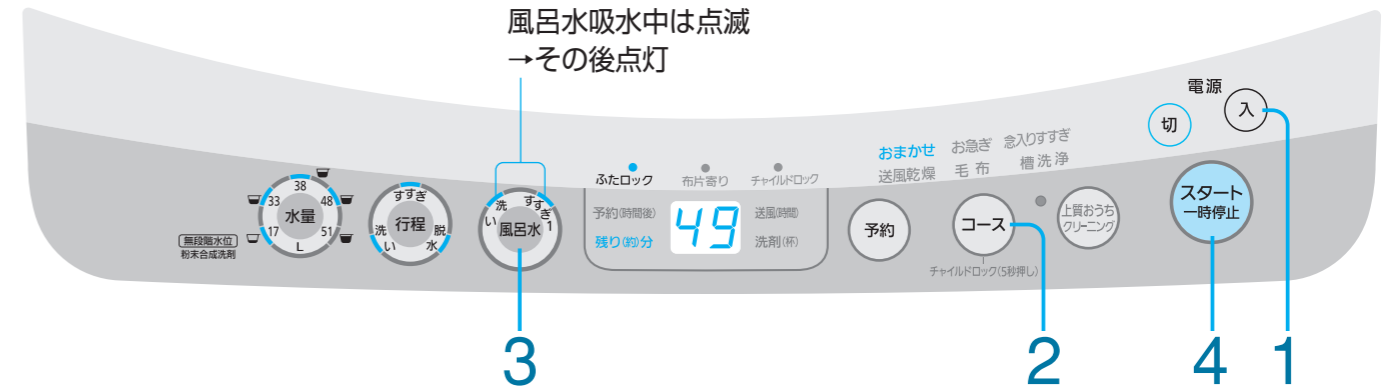 風呂水吸水中は点滅
→その後点灯
電源
切
入
おまかせ
お急ぎ
念入りすすぎ
送風乾燥
毛布
槽洗浄
ふたロック
布片寄り
チャイルドロック
38
33
48
17
51
水量
L
無段階水位
粉末合成洗剤
すすぎ
行程
洗い
脱水
洗い
すすぎ1
風呂水
予約(時間後)
残り(約)分
49
送風(時間)
洗剤(杯)
予約
コース
チャイルドロック(5秒押し)
上質おうち
クリーニング
スタート
一時停止
3
2
4
1